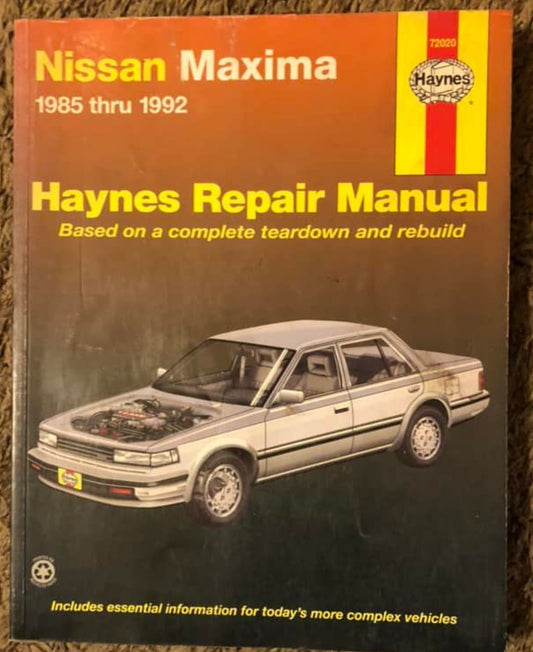 72020
Haynes
®
Nissan Maxima
1985 thru 1992
Haynes Repair Manual
Based on a complete teardown and rebuild
Haynes
Includes essential information for today's more complex vehicles